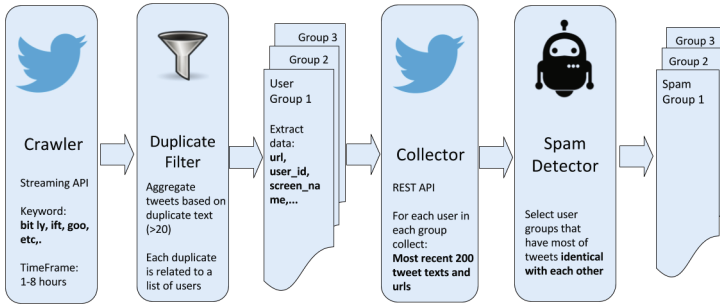 Crawler
Streaming API
Keyword:
bit ly, ift, goo,
etc,.
TimeFrame:
1-8 hours
Duplicate
Filter
Aggregate
tweets based on
duplicate text
(>20)
Each duplicate
is related to a
list of users
Group 3
Group 2
User
Group 1
Extract
data:
url,
user_id,
screen_na
me,...
Collector
REST API
For each user in
each group
collect:
Most recent 200
tweet texts and
urls
Spam
Detector
Select user
groups that
have most of
tweets identical
with each other
Group 3
Group 2
Spam
Group 1